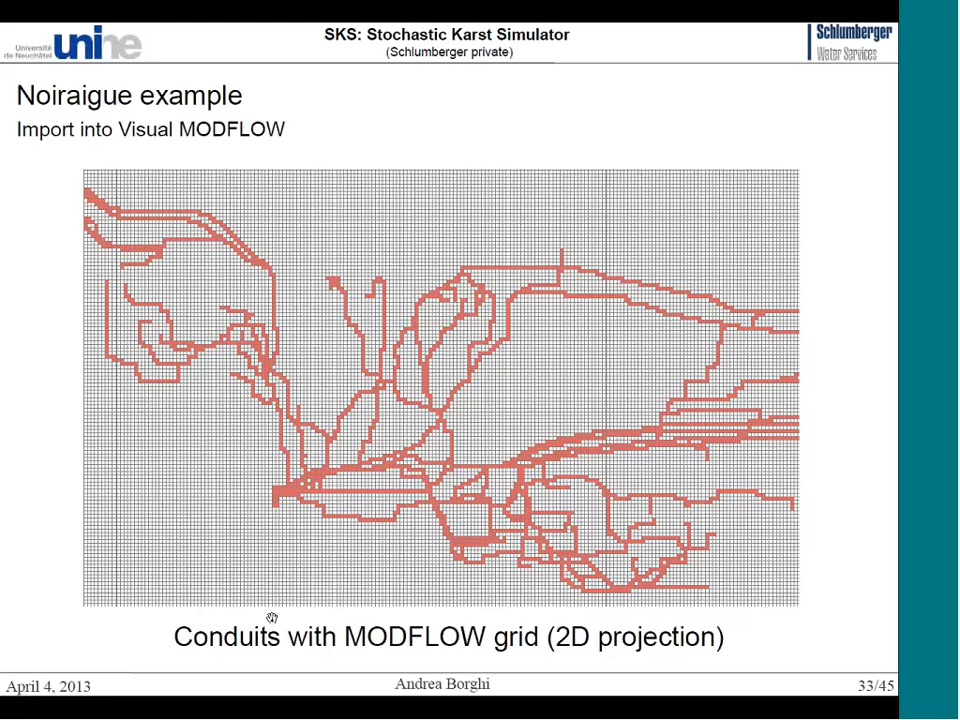 Université
de Neuchâtel
unine
SKS: Stochastic Karst Simulator
(Schlumberger private)
Schlumberger
Water Services
Noiraigue example
Import into Visual MODFLOW
Conduits with MODFLOW grid (2D projection)
April 4, 2013
Andrea Borghi
33/45